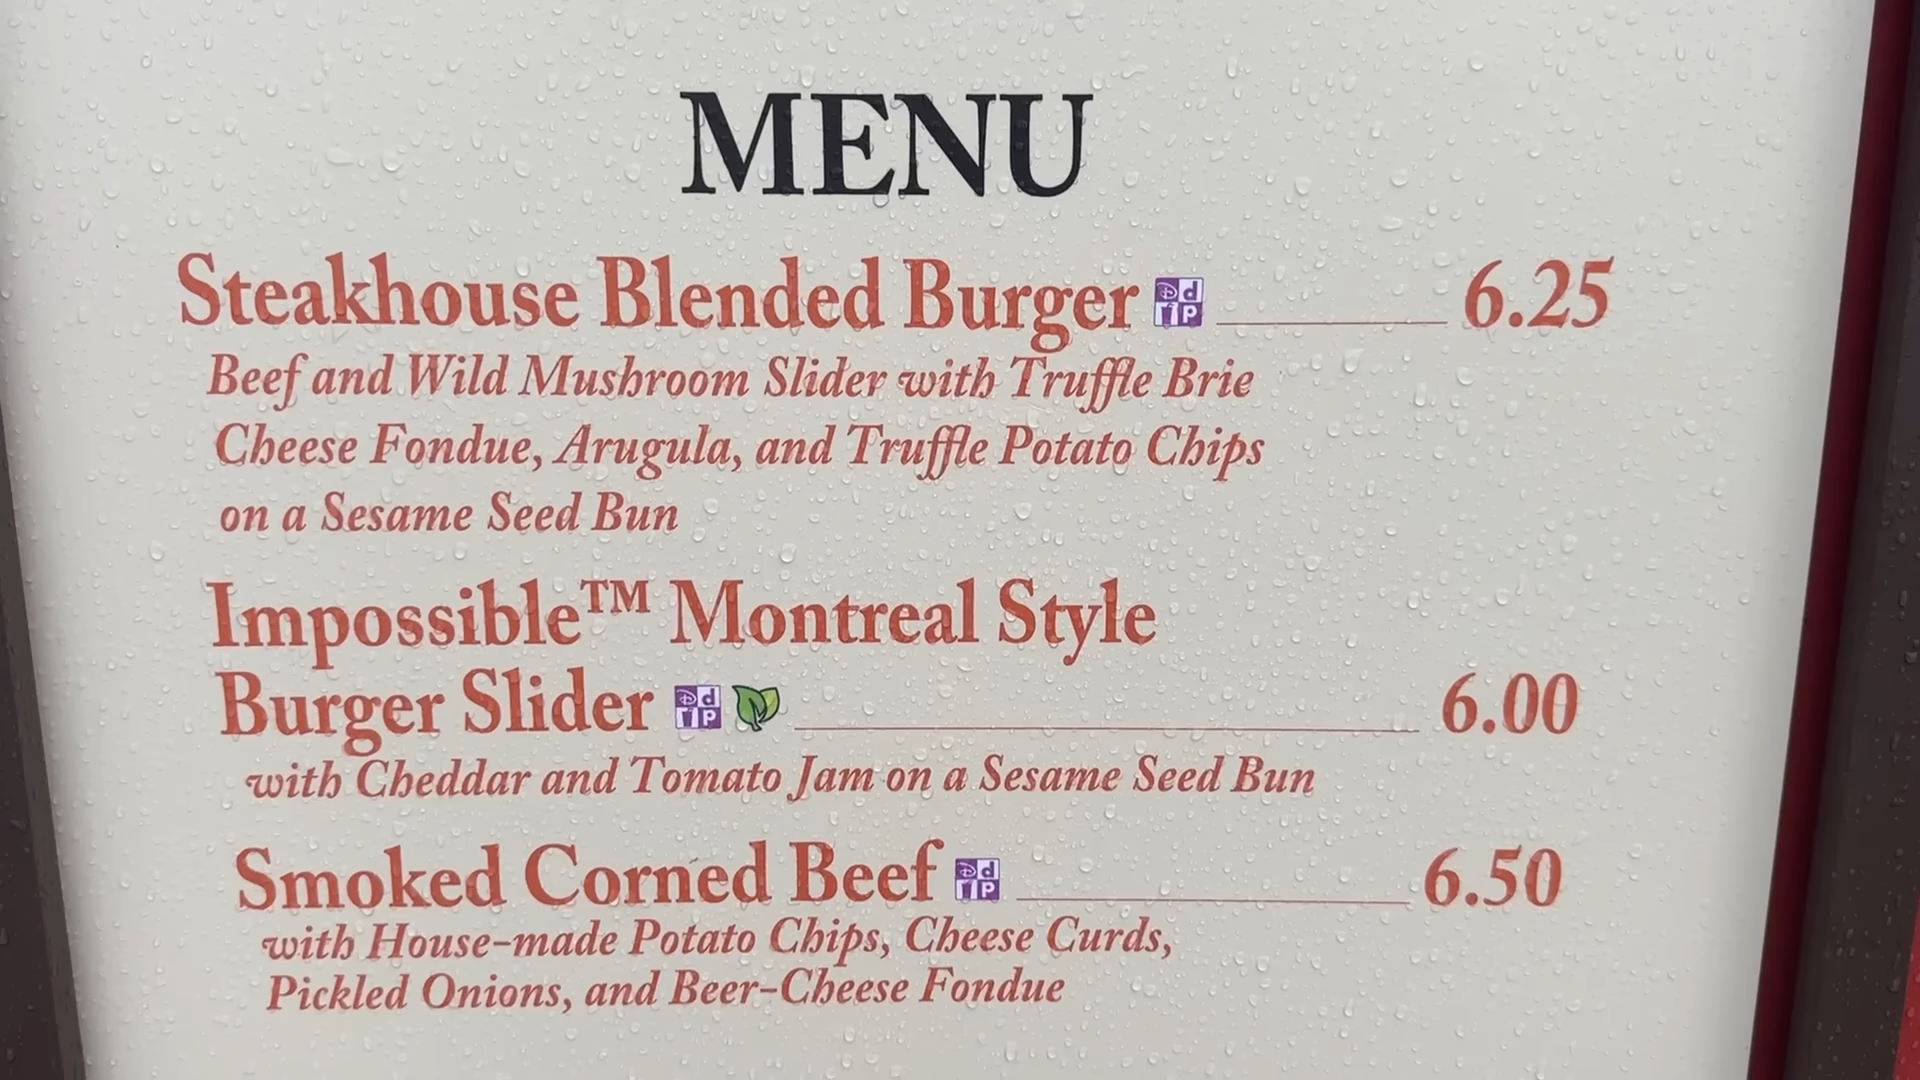 MENU
Steakhouse Blended Burger DdP 6.25
Beef and Wild Mushroom Slider with Truffle Brie
Cheese Fondue, Arugula, and Truffle Potato Chips
on a Sesame Seed Bun
Impossible™ Montreal Style
Burger Slider DdP 6.00
with Cheddar and Tomato Jam on a Sesame Seed Bun
Smoked Corned Beef DdP 6.50
with House-made Potato Chips, Cheese Curds,
Pickled Onions, and Beer-Cheese Fondue